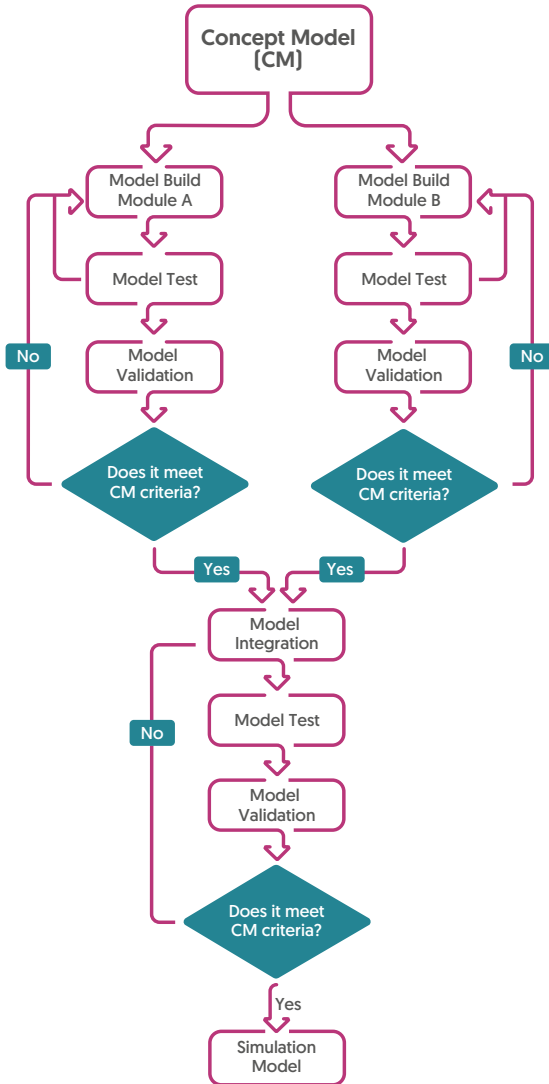 Concept Model
(CM)
Model Build
Module A
Model Build
Module B
Model Test
Model Test
No
Model
Validation
Model
Validation
No
Does it meet
CM criteria?
Does it meet
CM criteria?
Yes
Yes
Model
Integration
No
Model Test
Model
Validation
Does it meet
CM criteria?
Yes
Simulation
Model